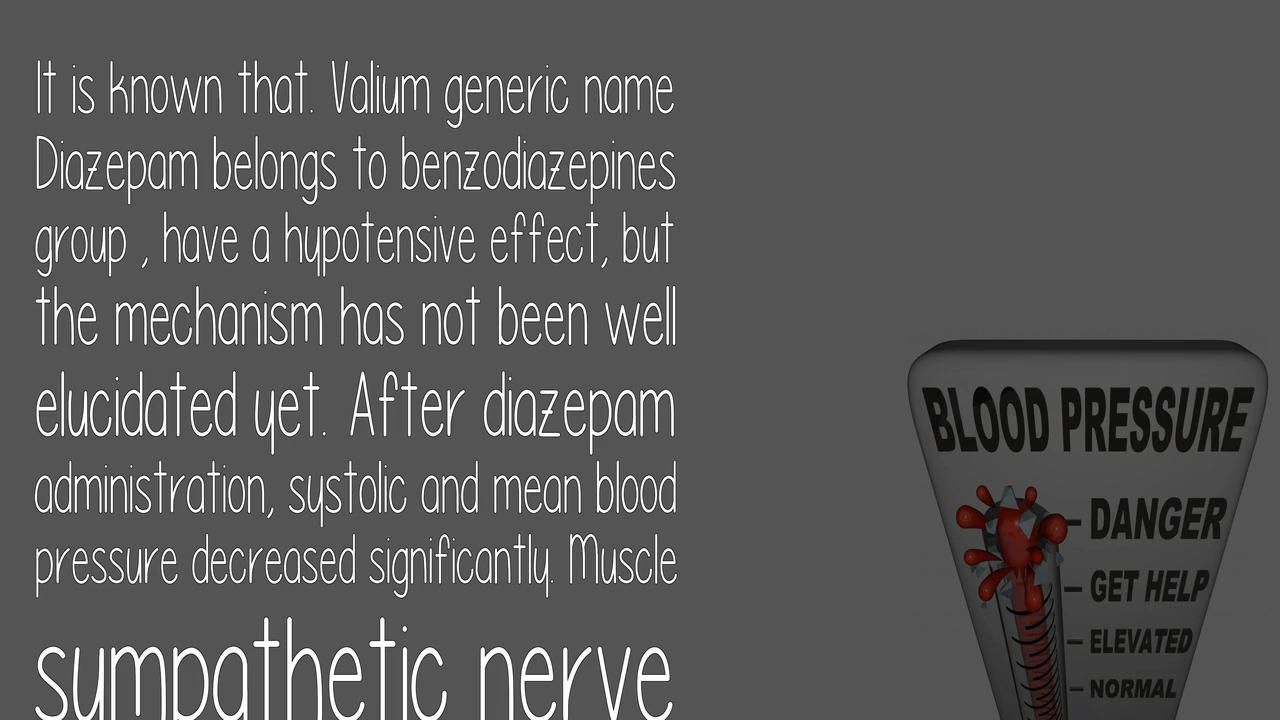 It is known that. Valium generic name
Diazepam belongs to benzodiazepines
group , have a hypotensive effect, but
the mechanism has not been well
elucidated yet. After diazepam
administration, systolic and mean blood
pressure decreased significantly. Muscle
sympathetic nerve
BLOOD PRESSURE
DANGER
GET HELP
ELEVATED
NORMAL